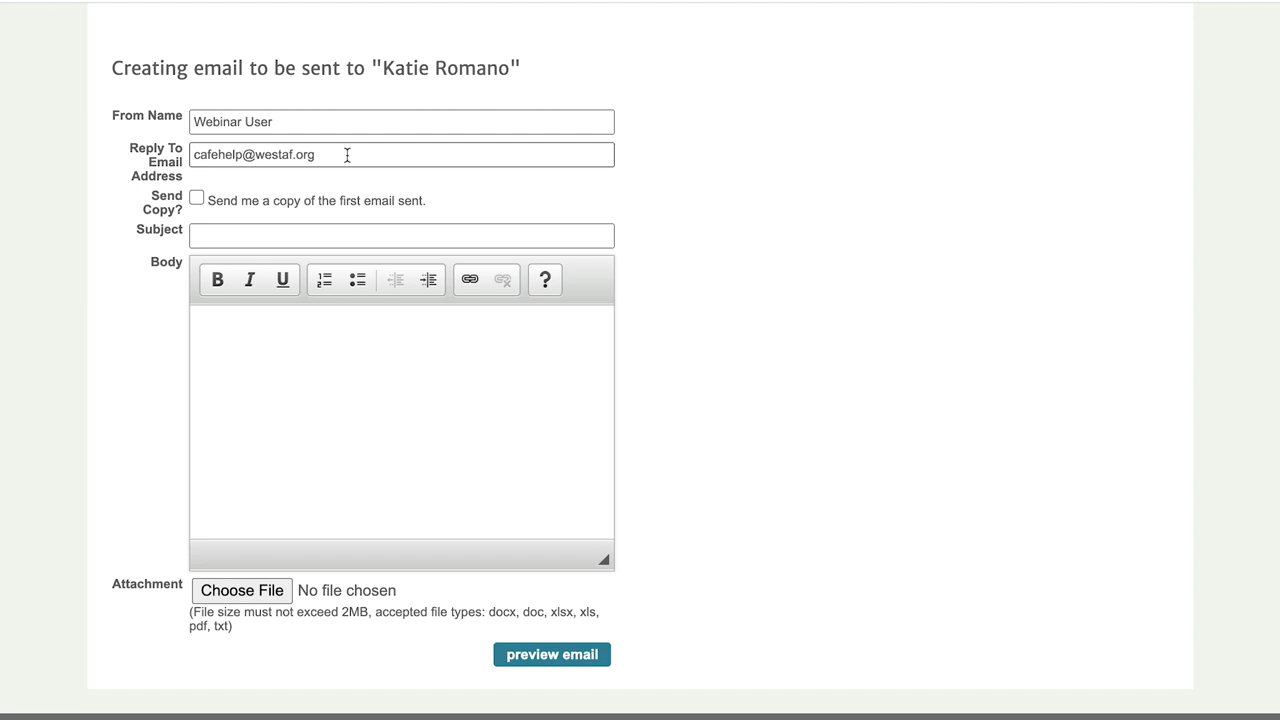 Creating email to be sent to "Katie Romano"
From Name
Webinar User
Reply To
Email
Address
cafehelp@westaf.org
Send
Copy?
Send me a copy of the first email sent.
Subject
Body
B I U
?
Attachment
Choose File No file chosen
(File size must not exceed 2MB, accepted file types: docx, doc, xlsx, xls,
pdf, txt)
preview email